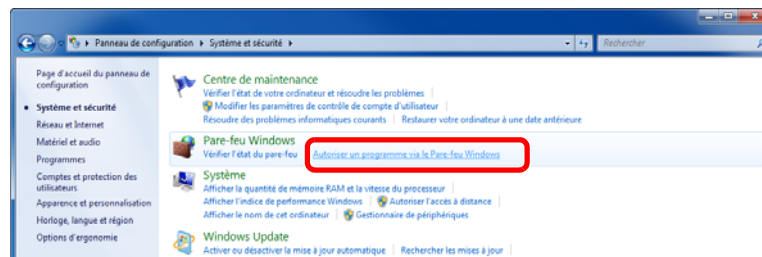 Panneau de configuration ▸ Système et sécurité ▸
Rechercher
Page d'accueil du panneau de
configuration
Système et sécurité
Réseau et Internet
Matériel et audio
Programmes
Comptes et protection des
utilisateurs
Apparence et personnalisation
Horloge, langue et région
Options d'ergonomie
Centre de maintenance
Vérifier l'état de votre ordinateur et résoudre les problèmes
Modifier les paramètres de contrôle de compte d'utilisateur
Résoudre des problèmes informatiques courants | Restaurer votre ordinateur à une date antérieure
Pare-feu Windows
Vérifier l'état du pare-feu | Autoriser un programme via le Pare-feu Windows
Système
Afficher la quantité de mémoire RAM et la vitesse du processeur
Afficher l'indice de performance Windows | Autoriser l'accès à distance
Afficher le nom de cet ordinateur | Gestionnaire de périphériques
Windows Update
Activer ou désactiver la mise à jour automatique | Rechercher les mises à jour